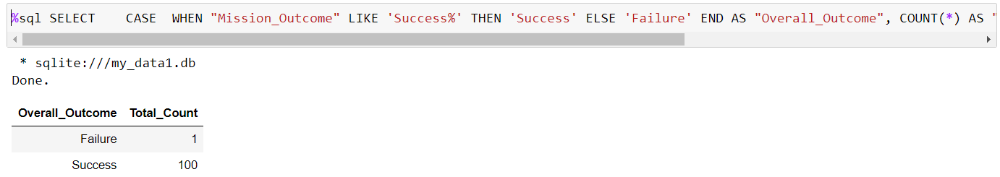 %sql SELECT    CASE  WHEN "Mission_Outcome" LIKE 'Success%' THEN 'Success' ELSE 'Failure' END AS "Overall_Outcome", COUNT(*) AS "
* sqlite:///my_data1.db
Done.
Overall_Outcome Total_Count
Failure 1
Success 100